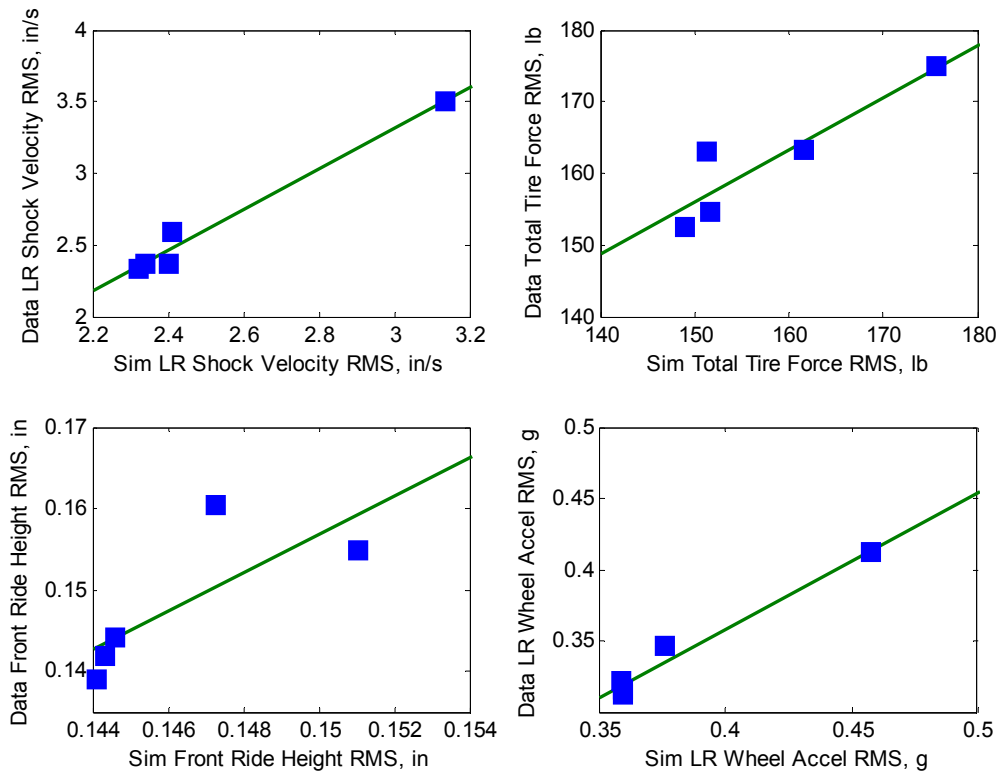 Data LR Shock Velocity RMS, in/s
4
3.5
3
2.5
2
2.2 2.4 2.6 2.8 3 3.2
Sim LR Shock Velocity RMS, in/s
Data Total Tire Force RMS, lb
180
170
160
150
140
140 150 160 170 180
Sim Total Tire Force RMS, lb
Data Front Ride Height RMS, in
0.17
0.16
0.15
0.14
0.144 0.146 0.148 0.15 0.152 0.154
Sim Front Ride Height RMS, in
Data LR Wheel Accel RMS, g
0.5
0.45
0.4
0.35
0.35 0.4 0.45 0.5
Sim LR Wheel Accel RMS, g